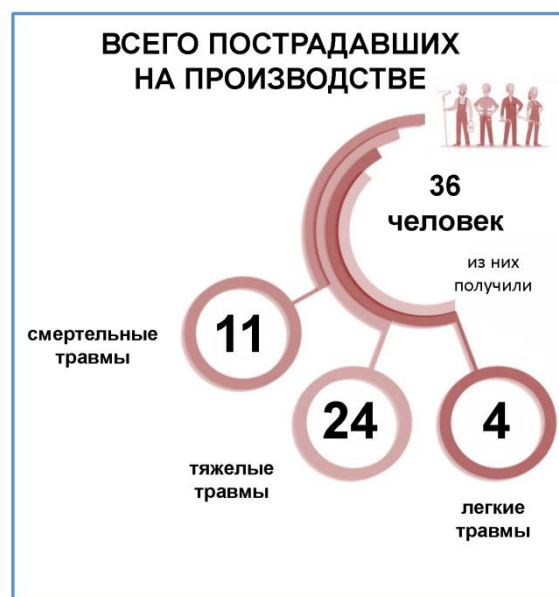 ВСЕГО ПОСТРАДАВШИХ
НА ПРОИЗВОДСТВЕ
36
человек
из них
получили
смертельные
травмы
11
24
тяжелые
травмы
4
легкие
травмы